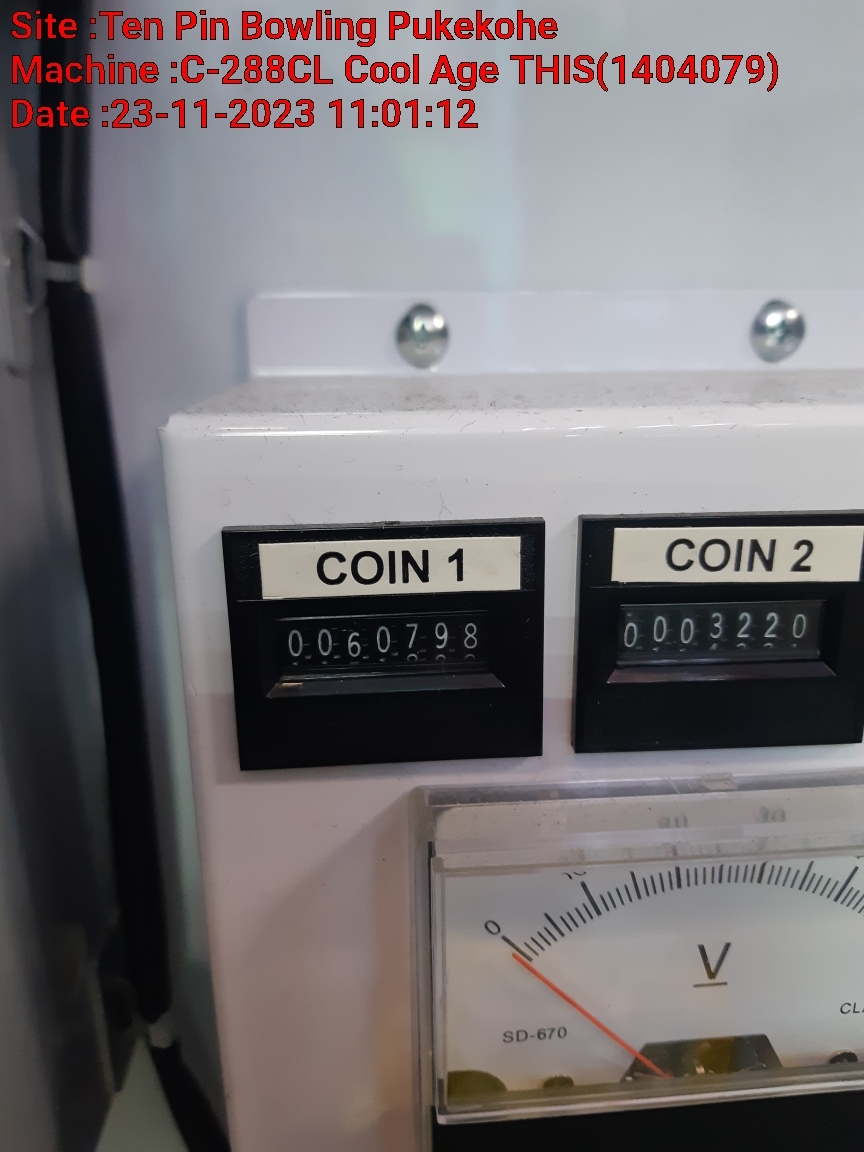 Site :Ten Pin Bowling Pukekohe
Machine :C-288CL Cool Age THIS(1404079)
Date :23-11-2023 11:01:12
COIN 1
COIN 2
0060798
0003220
0
V
SD-670